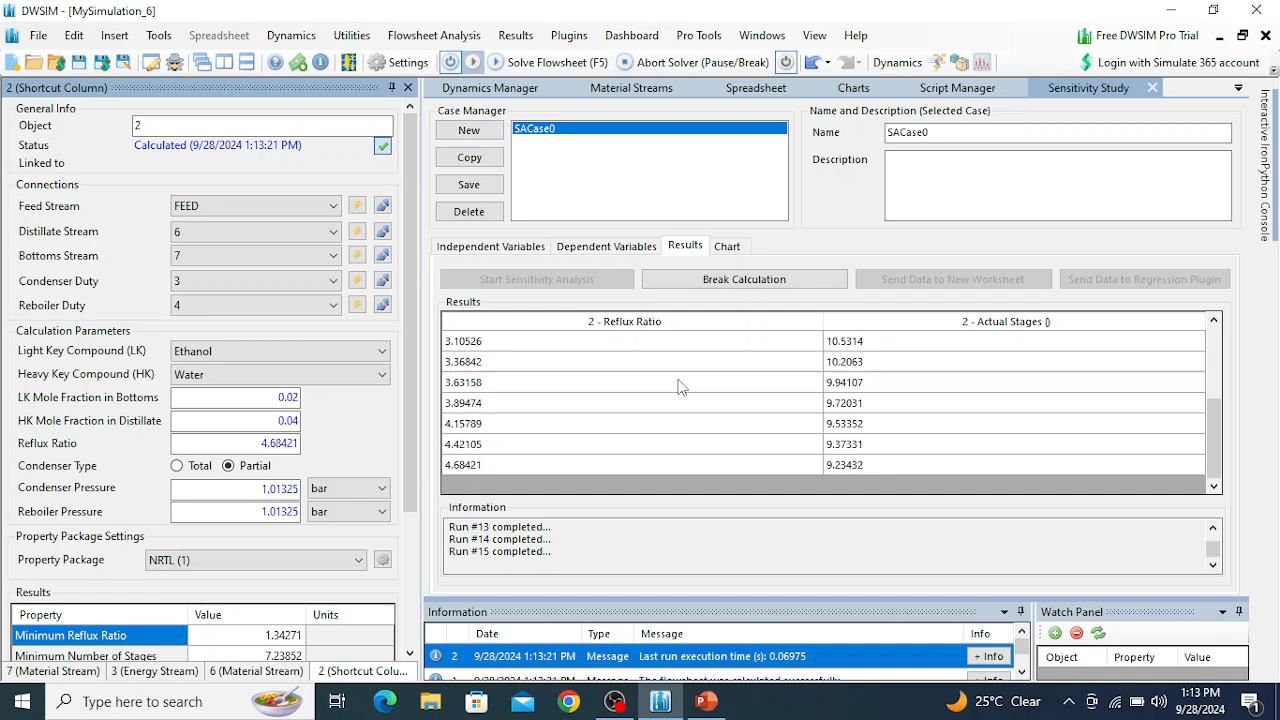 DWSIM - [MySimulation_6]
File Edit Insert Tools Spreadsheet Dynamics Utilities Flowsheet Analysis Results Plugins Dashboard Pro Tools Windows View Help Free DWSIM Pro Trial
Settings Solve Flowsheet (F5) Abort Solver (Pause/Break) Dynamics Login with Simulate 365 account
2 (Shortcut Column)
General Info
Object 2
Status Calculated (9/28/2024 1:13:21 PM)
Linked to
Connections
Feed Stream FEED
Distillate Stream 6
Bottoms Stream 7
Condenser Duty 3
Reboiler Duty 4
Calculation Parameters
Light Key Compound (LK) Ethanol
Heavy Key Compound (HK) Water
LK Mole Fraction in Bottoms 0.02
HK Mole Fraction in Distillate 0.04
Reflux Ratio 4.68421
Condenser Type Total Partial
Condenser Pressure 1.01325 bar
Reboiler Pressure 1.01325 bar
Property Package Settings
Property Package NRTL (1)
Results
Property Value Units
Minimum Reflux Ratio 1.34271
Minimum Number of Stages 7.23852
7 (Material Stream) 3 (Energy Stream) 6 (Material Stream) 2 (Shortcut Colu...
Dynamics Manager Material Streams Spreadsheet Charts Script Manager Sensitivity Study
Case Manager
New
Copy
Save
Delete
SACase0
Name and Description (Selected Case)
Name SACase0
Description
Independent Variables Dependent Variables Results Chart
Start Sensitivity Analysis Break Calculation Send Data to New Worksheet Send Data to Regression Plugin
Results
2 - Reflux Ratio 2 - Actual Stages ()
3.10526 10.5314
3.36842 10.2063
3.63158 9.94107
3.89474 9.72031
4.15789 9.53352
4.42105 9.37331
4.68421 9.23432
Information
Run #13 completed...
Run #14 completed...
Run #15 completed...
Information
Date Type Message Info
2 9/28/2024 1:13:21 PM Message Last run execution time (s): 0.06975 + Info
Watch Panel
Object Property Value
Interactive IronPython Console
Type here to search
25°C Clear
1:13 PM
9/28/2024
1